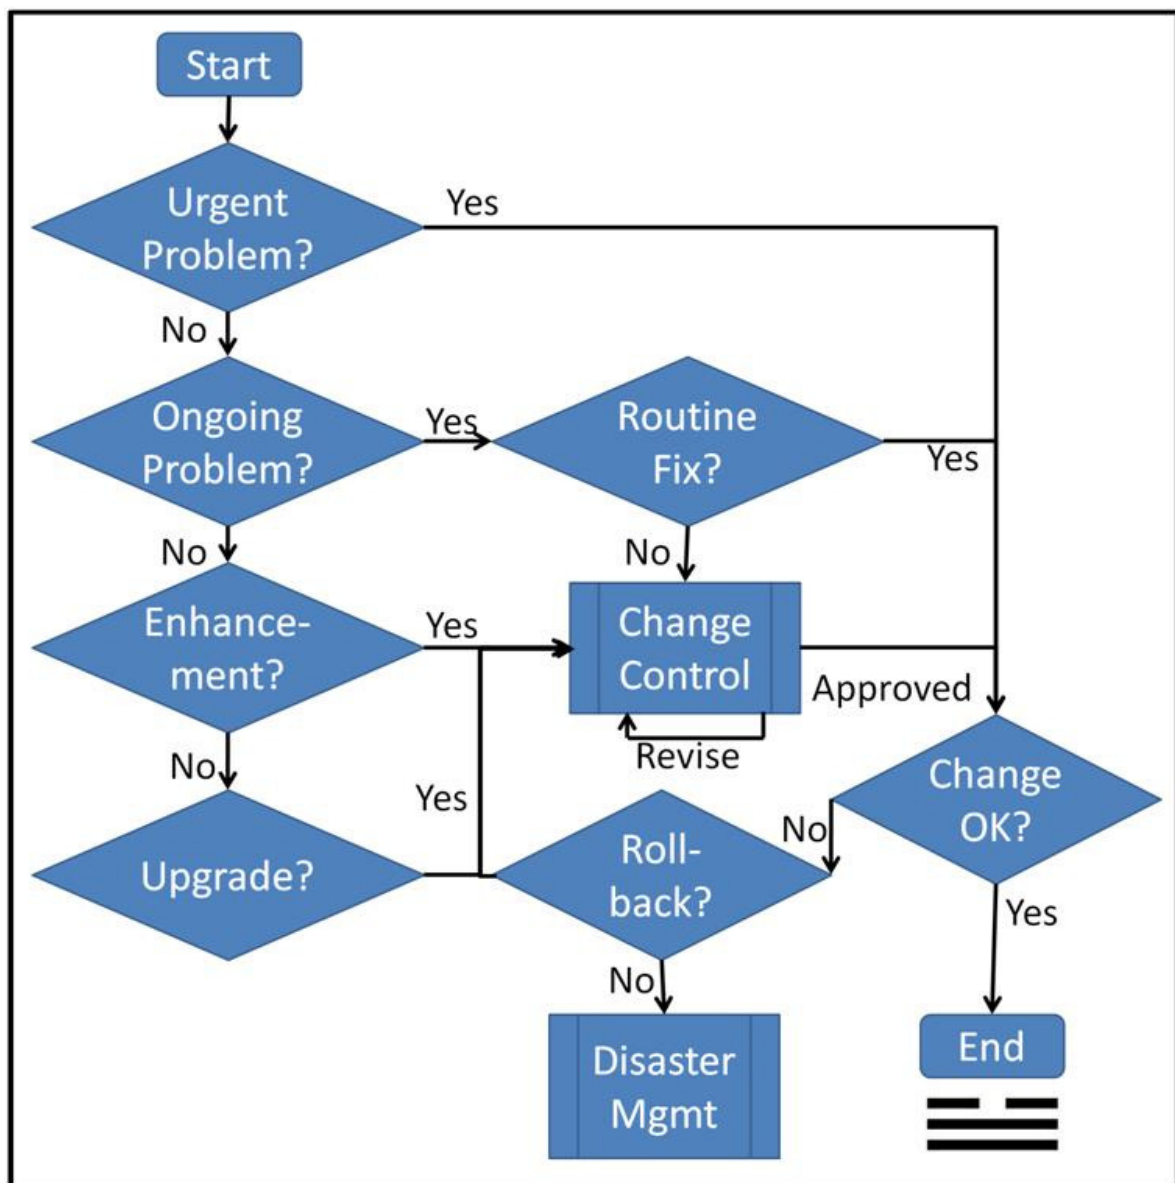 Start
Urgent
Problem?
Yes
No
Ongoing
Problem?
Yes
Routine
Fix?
Yes
No
No
Enhance-
ment?
Yes
Change
Control
Approved
Revise
No
Yes
Upgrade?
Roll-
back?
No
Change
OK?
Yes
No
Disaster
Mgmt
End